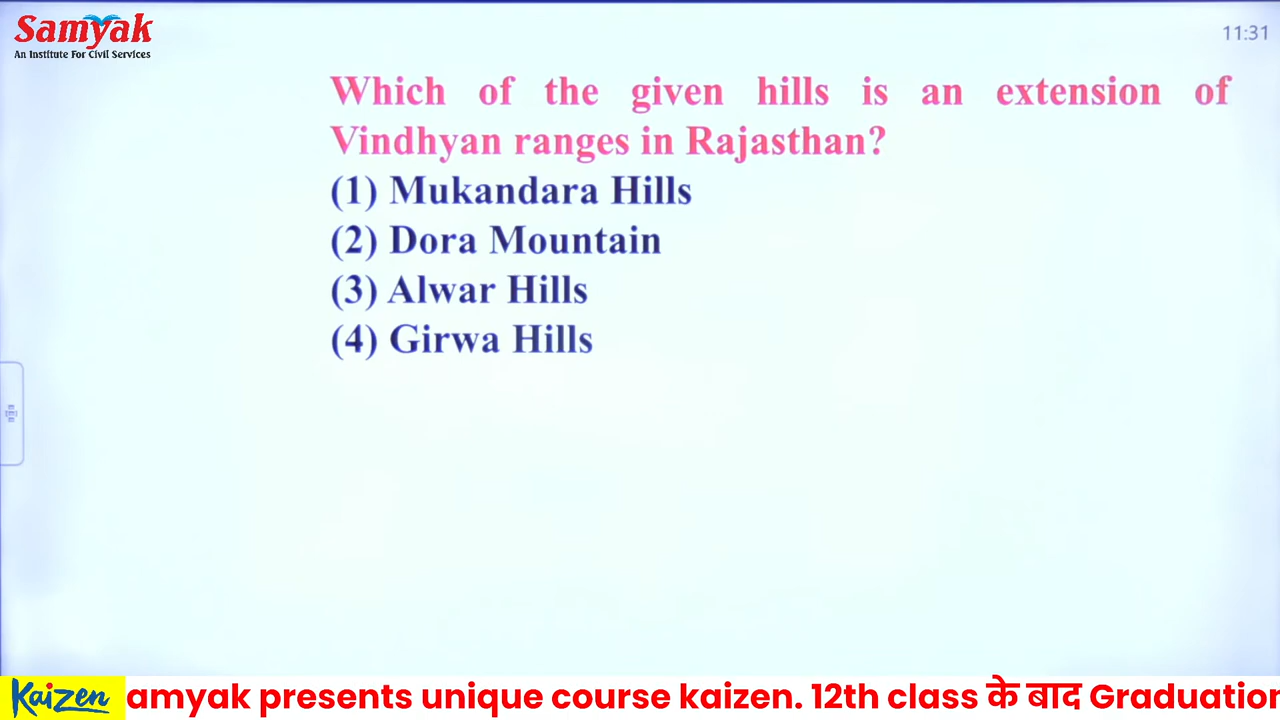 Samyak
An Institute For Civil Services
11:31
Which of the given hills is an extension of
Vindhyan ranges in Rajasthan?
(1) Mukandara Hills
(2) Dora Mountain
(3) Alwar Hills
(4) Girwa Hills
Kaizen amyak presents unique course kaizen. 12th class के बाद Graduation